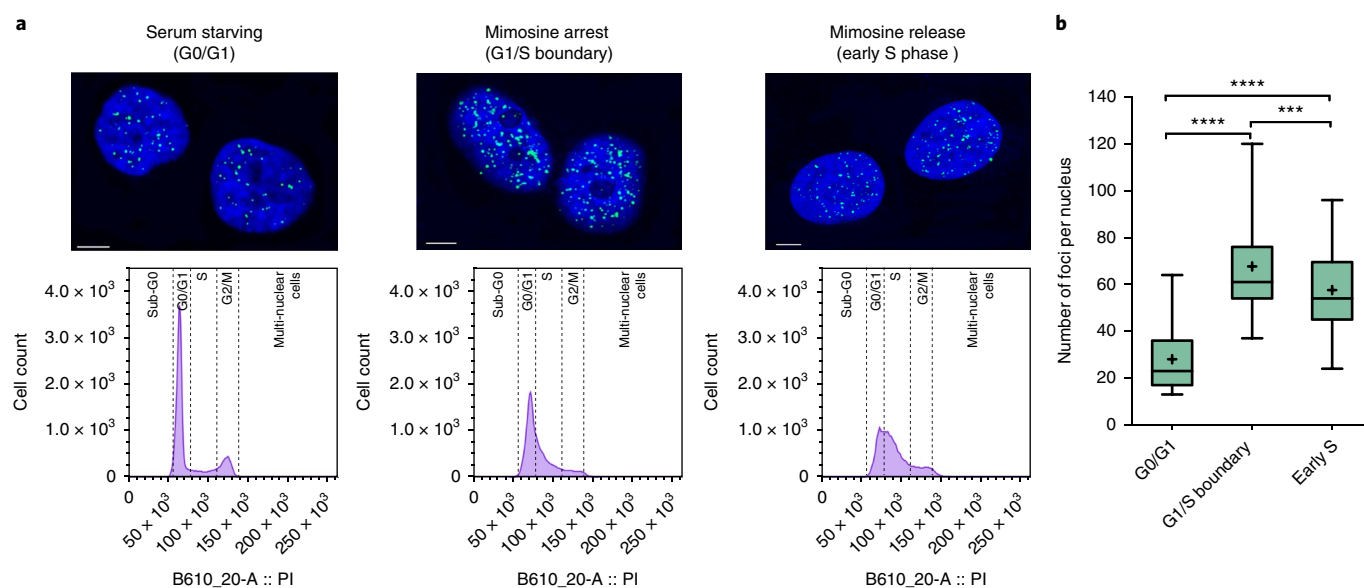 a
Serum starving
(G0/G1)
Mimosine arrest
(G1/S boundary)
Mimosine release
(early S phase )
Cell count
4.0 × 10³
3.0 × 10³
2.0 × 10³
1.0 × 10³
0
Sub-G0
G0/G1
S
G2/M
Multi-nuclear
cells
0
50 × 10³
100 × 10³
150 × 10³
200 × 10³
250 × 10³
B610_20-A :: PI
Cell count
4.0 × 10³
3.0 × 10³
2.0 × 10³
1.0 × 10³
0
Sub-G0
G0/G1
S
G2/M
Multi-nuclear
cells
0
50 × 10³
100 × 10³
150 × 10³
200 × 10³
250 × 10³
B610_20-A :: PI
Cell count
4.0 × 10³
3.0 × 10³
2.0 × 10³
1.0 × 10³
0
Sub-G0
G0/G1
S
G2/M
Multi-nuclear
cells
0
50 × 10³
100 × 10³
150 × 10³
200 × 10³
250 × 10³
B610_20-A :: PI
b
Number of foci per nucleus
140
120
100
80
60
40
20
0
****
****
***
G0/G1
G1/S boundary
Early S